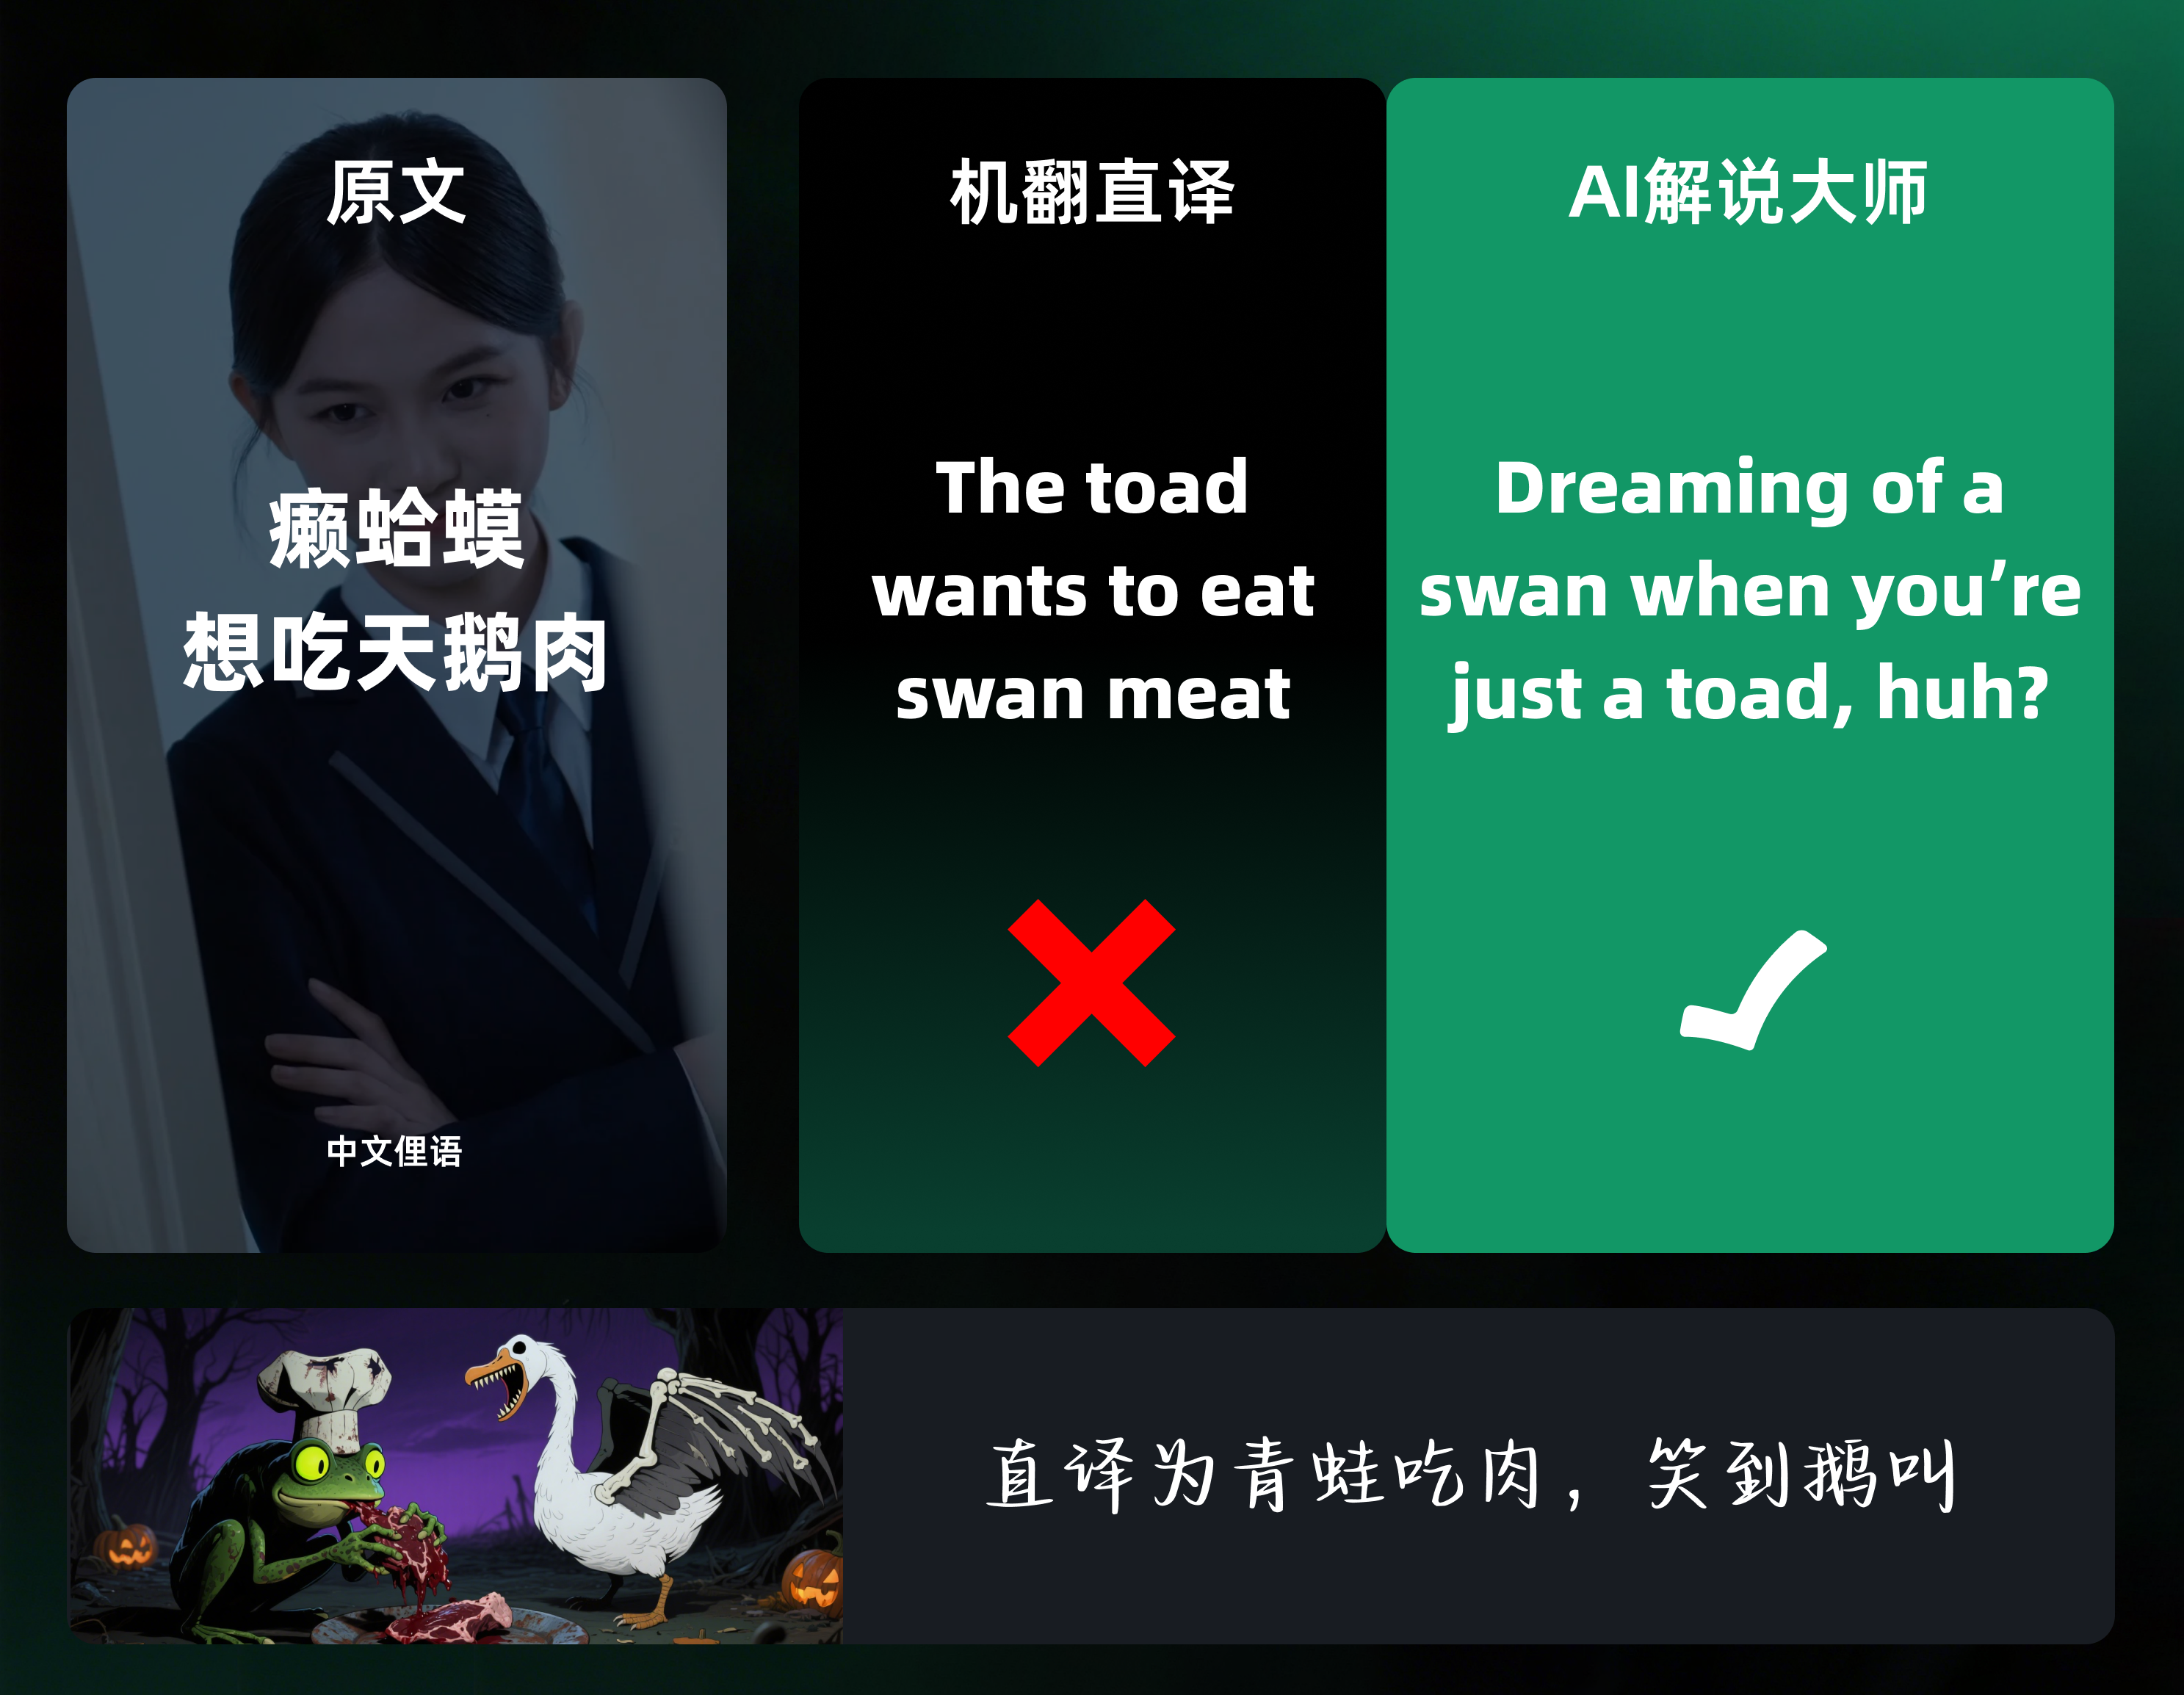 原文
癞蛤蟆
想吃天鹅肉
中文俚语
机翻直译
The toad
wants to eat
swan meat
AI解说大师
Dreaming of a
swan when you’re
just a toad, huh?
直译为青蛙吃肉，笑到鹅叫